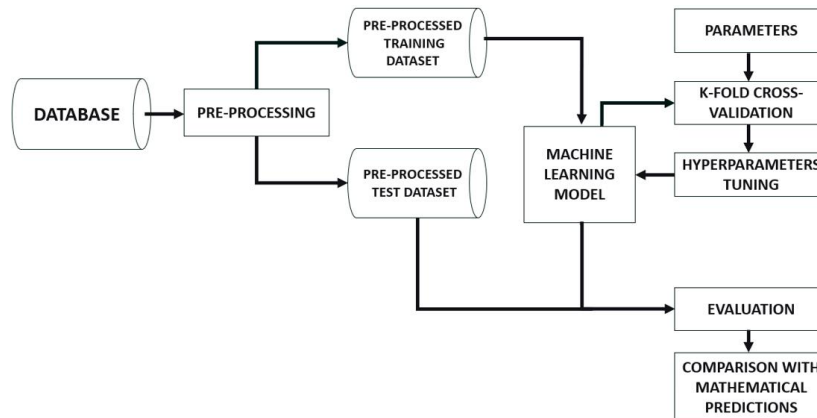 DATABASE
PRE-PROCESSING
PRE-PROCESSED
TRAINING
DATASET
PRE-PROCESSED
TEST DATASET
MACHINE
LEARNING
MODEL
PARAMETERS
K-FOLD CROSS-
VALIDATION
HYPERPARAMETERS
TUNING
EVALUATION
COMPARISON WITH
MATHEMATICAL
PREDICTIONS